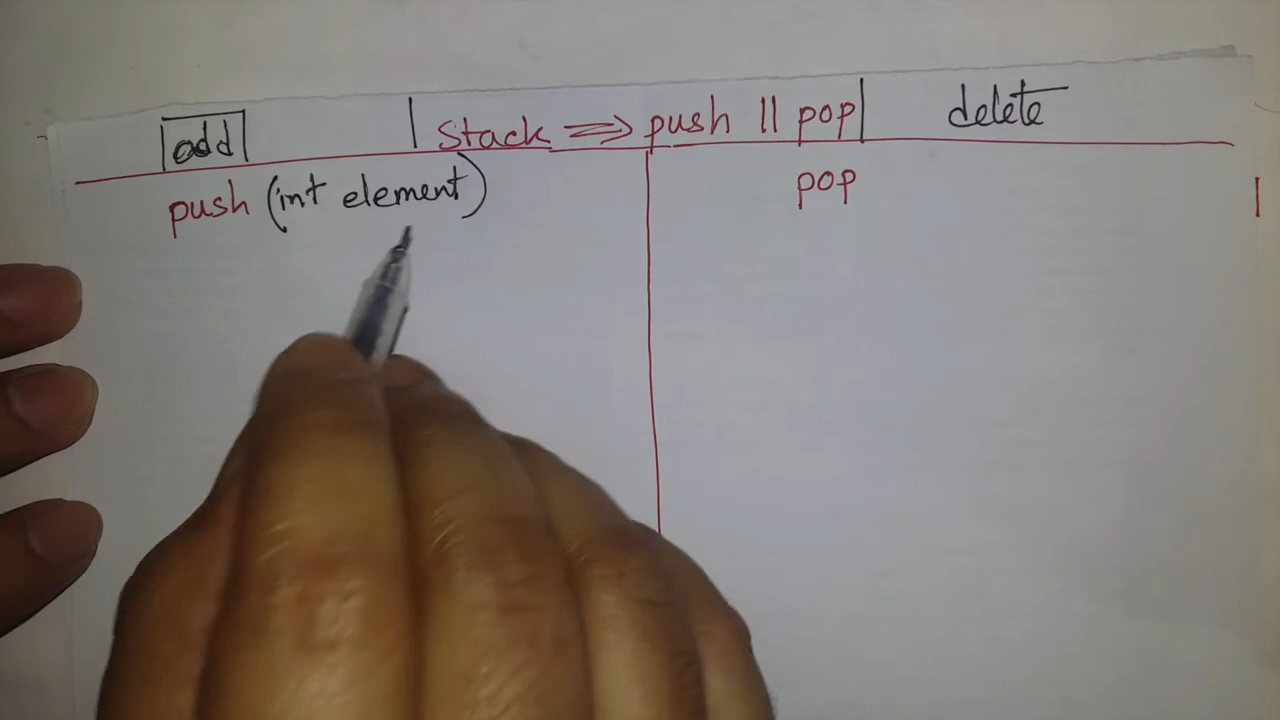 add | stack => push || pop | delete
push (int element) pop